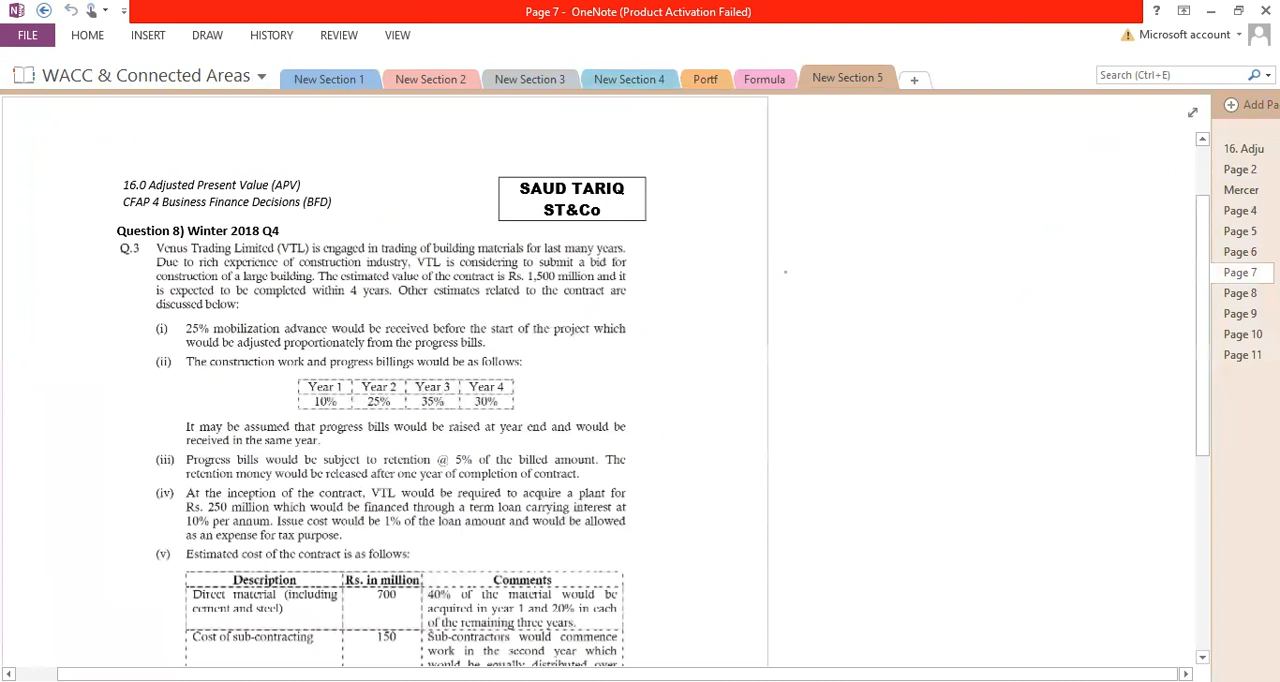 Page 7 - OneNote (Product Activation Failed)
FILE HOME INSERT DRAW HISTORY REVIEW VIEW
Microsoft account
WACC & Connected Areas
New Section 1 New Section 2 New Section 3 New Section 4 Portf Formula New Section 5
Search (Ctrl+E)
Add Pa
16. Adju
Page 2
Mercer
Page 4
Page 5
Page 6
Page 7
Page 8
Page 9
Page 10
Page 11
16.0 Adjusted Present Value (APV)
CFAP 4 Business Finance Decisions (BFD)
SAUD TARIQ
ST&Co
Question 8) Winter 2018 Q4
Q.3 Venus Trading Limited (VTL) is engaged in trading of building materials for last many years.
Due to rich experience of construction industry, VTL is considering to submit a bid for
construction of a large building. The estimated value of the contract is Rs. 1,500 million and it
is expected to be completed within 4 years. Other estimates related to the contract are
discussed below:
(i) 25% mobilization advance would be received before the start of the project which
would be adjusted proportionately from the progress bills.
(ii) The construction work and progress billings would be as follows:
Year 1 Year 2 Year 3 Year 4
10% 25% 35% 30%
It may be assumed that progress bills would be raised at year end and would be
received in the same year.
(iii) Progress bills would be subject to retention @ 5% of the billed amount. The
retention money would be released after one year of completion of contract.
(iv) At the inception of the contract, VTL would be required to acquire a plant for
Rs. 250 million which would be financed through a term loan carrying interest at
10% per annum. Issue cost would be 1% of the loan amount and would be allowed
as an expense for tax purpose.
(v) Estimated cost of the contract is as follows:
Description Rs. in million Comments
Direct material (including 700 40% of the material would be
cement and steel) acquired in year 1 and 20% in each
of the remaining three years.
Cost of sub-contracting 150 Sub-contractors would commence
work in the second year which
would be equally distributed over